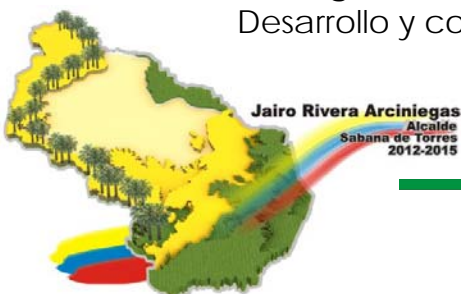 Desarrollo y co
Jairo Rivera Arciniegas
Alcalde
Sabana de Torres
2012-2015